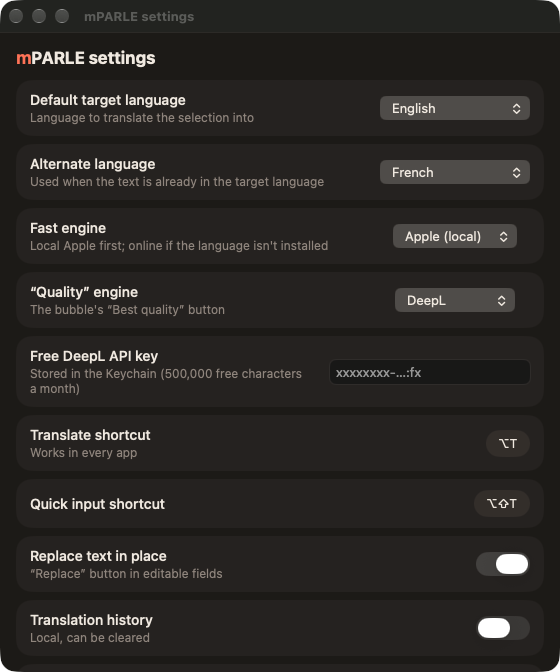 mPARLE settings
mPARLE settings
Default target language
Language to translate the selection into
English
Alternate language
Used when the text is already in the target language
French
Fast engine
Local Apple first; online if the language isn't installed
Apple (local)
“Quality” engine
The bubble's “Best quality” button
DeepL
Free DeepL API key
Stored in the Keychain (500,000 free characters
a month)
xxxxxxxx-...:fx
Translate shortcut
Works in every app
⌥T
Quick input shortcut
⌥⇧T
Replace text in place
“Replace” button in editable fields
Translation history
Local, can be cleared